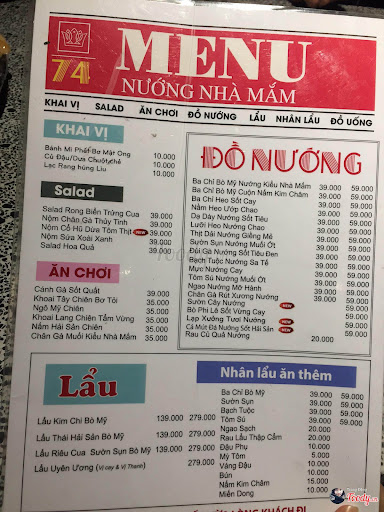 74
MENU
NƯỚNG NHÀ MẮM
KHAI VỊ SALAD ĂN CHƠI ĐỒ NƯỚNG LẨU NHÂN LẨU ĐỒ UỐNG
KHAI VỊ
Bánh Mì Phết Bơ Mật Ong 10.000
Củ Đậu/Dưa Chuột,chẻ 10.000
Lạc Rang húng Lìu 10.000
Salad
Salad Rong Biển Trứng Cua 39.000
Nộm Chân Gà Thủy Tinh 39.000
Nộm Cổ Hũ Dừa Tôm Thịt NEW 39.000
Nộm Sứa Xoài Xanh 39.000
Salad Hoa Quả 39.000
ĂN CHƠI
Cánh Gà Sốt Quất 39.000
Khoai Tây Chiên Bơ Tỏi 35.000
Ngô Mỹ Chiên 35.000
Khoai Lang Chiên Tẩm Vừng 35.000
Nấm Hải Sản Chiên 35.000
Chân Gà Muối Kiểu Nhà Mắm 35.000
ĐỒ NƯỚNG
Ba Chỉ Bò Mỹ Nướng Kiểu Nhà Mắm 39.000 59.000
Ba Chỉ Bò Mỹ Cuộn Nấm Kim Châm 39.000 59.000
Ba Chỉ Heo Sốt Cay 39.000 59.000
Nầm Heo Ướp Chao 39.000 59.000
Dạ Dày Nướng Sốt Tiêu 39.000 59.000
Lưỡi Heo Nướng Chao 39.000 59.000
Thịt Dải Nướng Giềng Mẻ 39.000 59.000
Sườn Sụn Nướng Muối Ớt 39.000 59.000
Đùi Gà Nướng Sốt Tiêu Đen 39.000 59.000
Bạch Tuộc Nướng Sa Tế 39.000 59.000
Mực Nướng Cay 39.000 59.000
Tôm Sú Nướng Muối Ớt 39.000 59.000
Ngao Nướng Mỡ Hành 39.000 59.000
Chân Gà Rút Xương Nướng 39.000 59.000
Sườn Cây Nướng NEW 59.000
Bò Phi Lê Sốt Vừng Cay 59.000
Lạp Xưởng Tươi Nướng NEW 59.000
Cá Mút Đá Nướng Sốt Hải Sản NEW 59.000
Rau Củ Quả Nướng 20.000
Lẩu
Lẩu Kim Chi Bò Mỹ 139.000 279.000
Lẩu Thái Hải Sản Bò Mỹ 139.000 279.000
Lẩu Riêu Cua Sườn Sụn Bò Mỹ 139.000 279.000
Lẩu Uyên Ương (Vị cay & Vị Thanh) 279.000
Nhân lẩu ăn thêm
Ba Chỉ Bò Mỹ 39.000 59.000
Sườn Sụn 39.000 59.000
Bạch Tuộc 39.000 59.000
Tôm Sú 39.000 59.000
Ngao Sạch 20.000
Rau Lẩu Thập Cẩm 20.000
Đậu Phụ 10.000
Mỳ Tôm 5.000
Váng Đậu 10.000
Bún 5.000
Nấm Kim Châm 15.000
Miến Dong 10.000
foody.vn